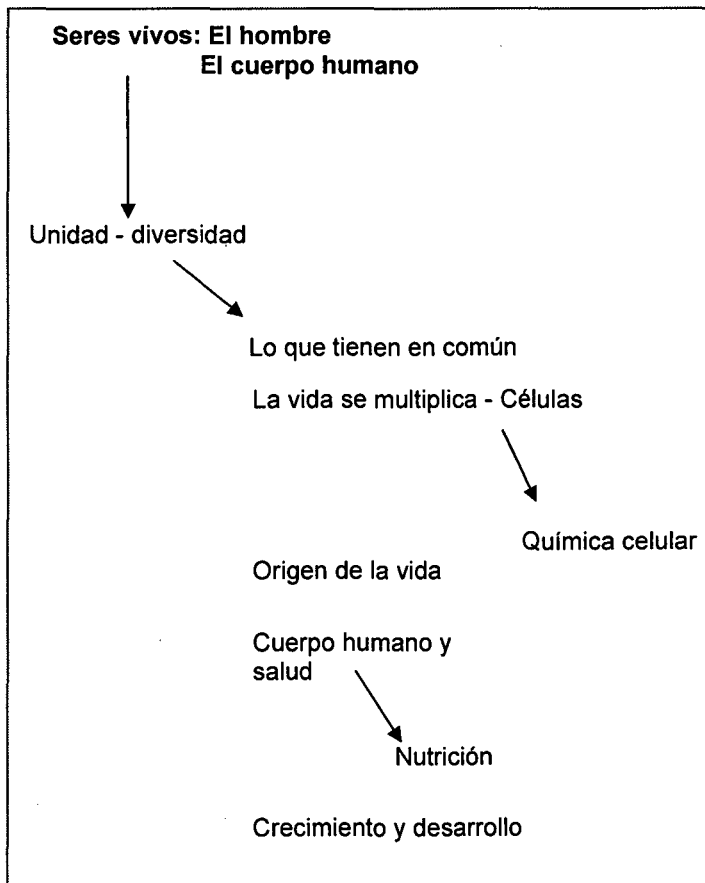 Seres vivos: El hombre
El cuerpo humano
Unidad - diversidad
Lo que tienen en común
La vida se multiplica - Células
Química celular
Origen de la vida
Cuerpo humano y
salud
Nutrición
Crecimiento y desarrollo